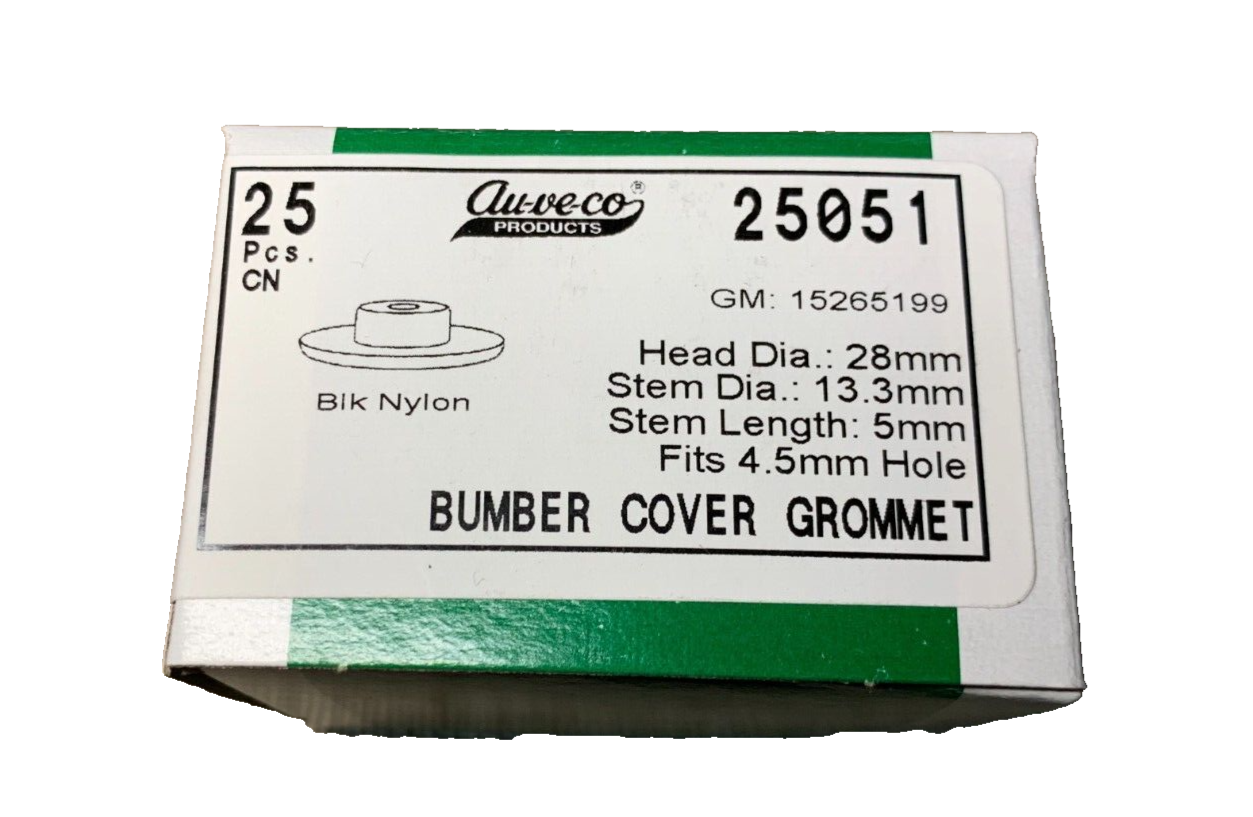 25
Pcs.
CN
Au-ve-co®
PRODUCTS
25051
GM: 15265199
Head Dia.: 28mm
Stem Dia.: 13.3mm
Stem Length: 5mm
Fits 4.5mm Hole
Blk Nylon
BUMBER COVER GROMMET